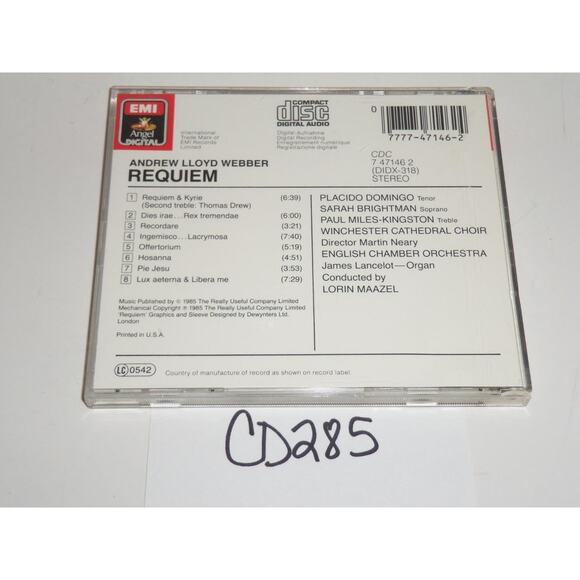 EMI
Angel
DIGITAL
International
Trade Mark of
EMI Records
Limited
COMPACT
disc
DIGITAL AUDIO
Digital-Aufnahme
Digital Recording
Enregistrement numérique
Registrazione digitale
0
7777-47146-2
ANDREW LLOYD WEBBER
REQUIEM
CDC
7 47146 2
(DIDX-318)
STEREO
1 Requiem & Kyrie (6:39)
(Second treble: Thomas Drew)
2 Dies irae...Rex tremendae (6:00)
3 Recordare (3:21)
4 Ingemisco...Lacrymosa (7:40)
5 Offertorium (5:19)
6 Hosanna (4:51)
7 Pie Jesu (3:53)
8 Lux aeterna & Libera me (7:29)
PLACIDO DOMINGO Tenor
SARAH BRIGHTMAN Soprano
PAUL MILES-KINGSTON Treble
WINCHESTER CATHEDRAL CHOIR
Director Martin Neary
ENGLISH CHAMBER ORCHESTRA
James Lancelot—Organ
Conducted by
LORIN MAAZEL
Music Published by © 1985 The Really Useful Company Limited
Mechanical Copyright ℗ 1985 The Really Useful Company Limited
'Requiem' Graphics and Sleeve Designed by Dewynters Ltd.
London
Printed in U.S.A.
LC 0542
Country of manufacture of record as shown on record label.
CD285